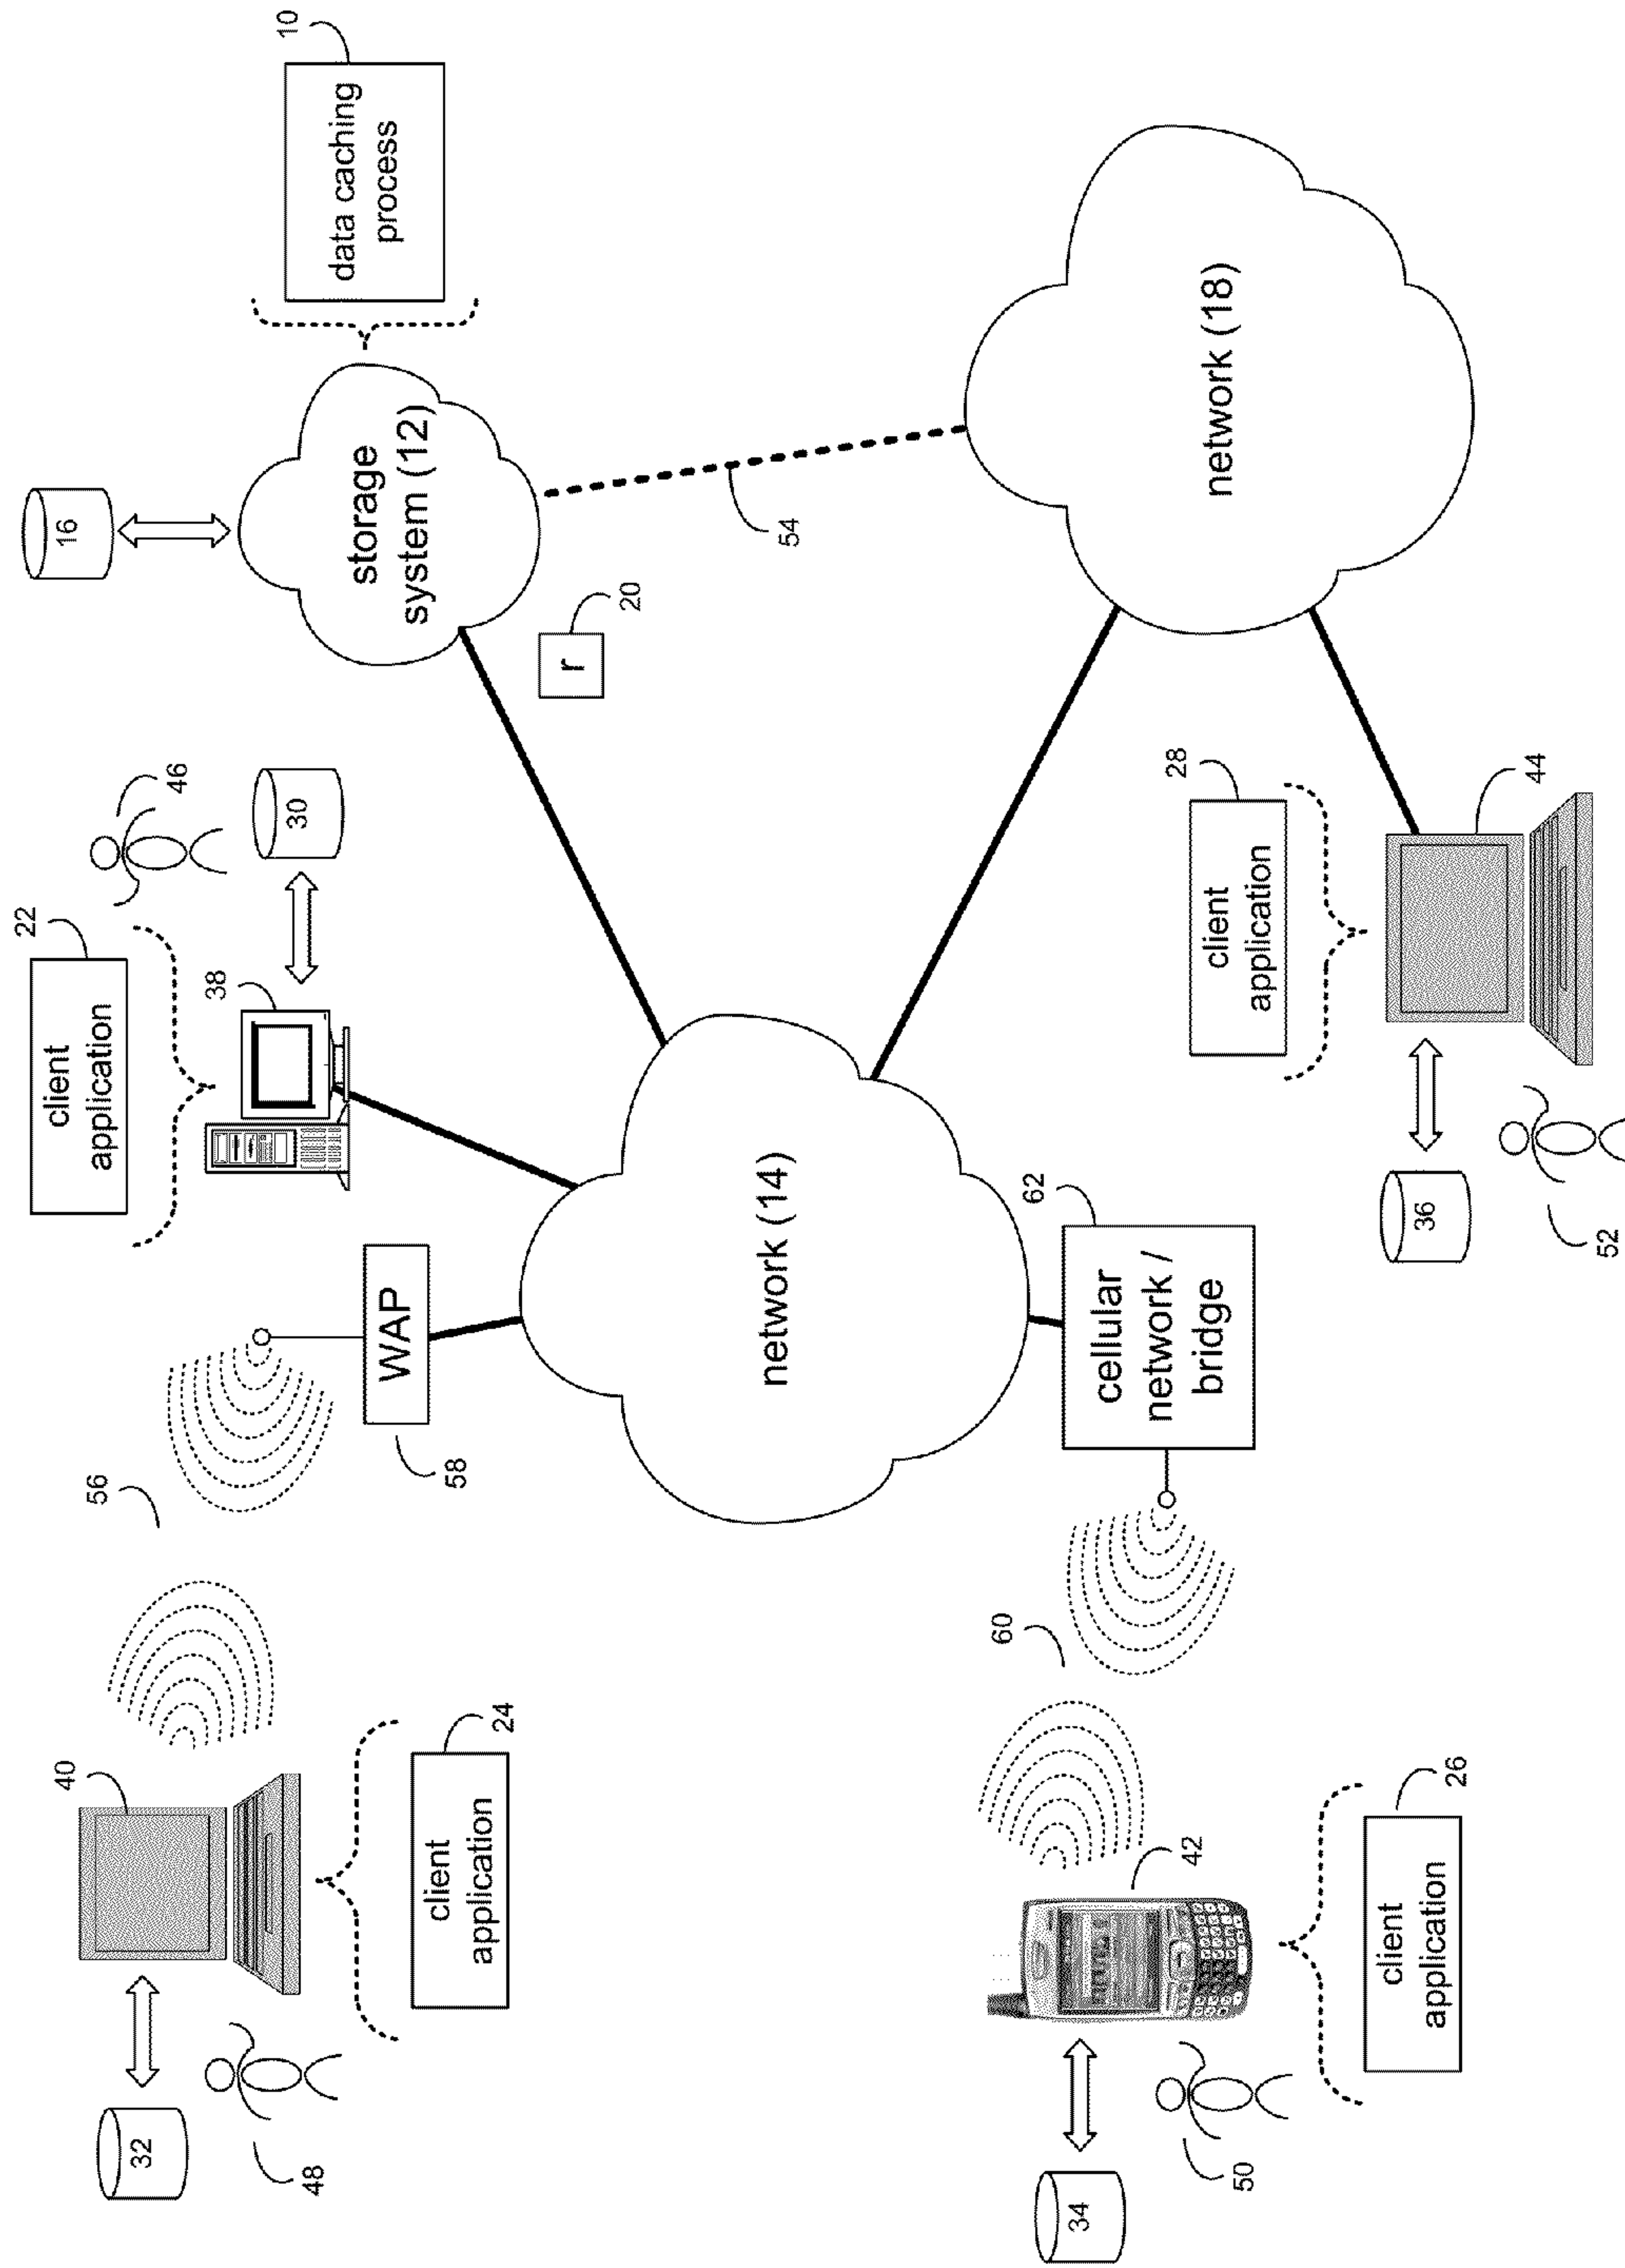 22
client
application
16
40
56
46
32
38
10
data caching
process
30
48
storage
system (12)
WAP
24
client
application
58
r
20
network (14)
54
60
62
cellular
network /
bridge
34
28
client
application
42
network (18)
50
client
application
26
36
44
52